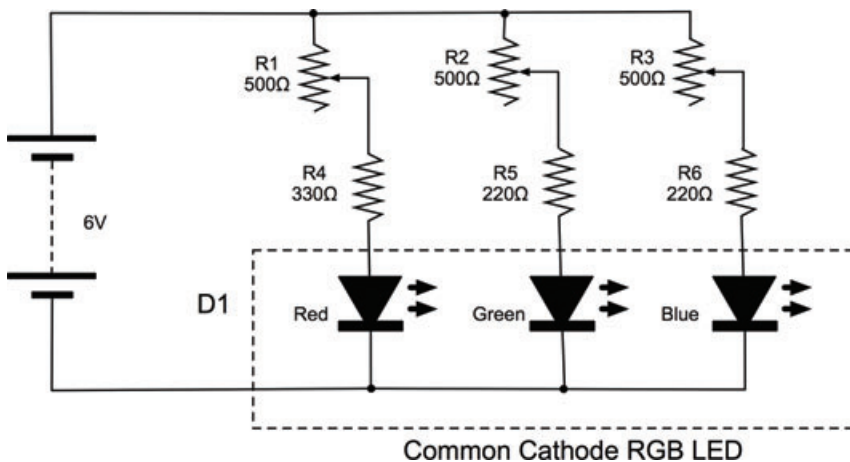 R1
500Ω
R2
500Ω
R3
500Ω
R4
330Ω
R5
220Ω
R6
220Ω
6V
D1
Red
Green
Blue
Common Cathode RGB LED